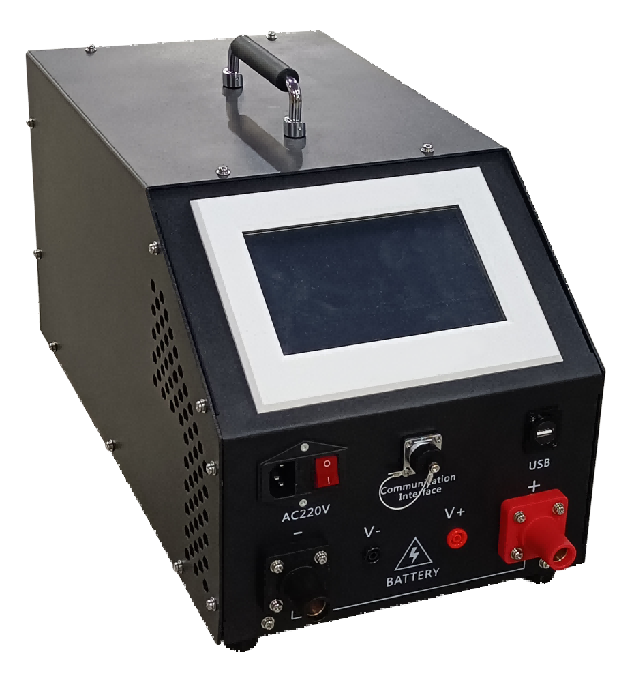 O
I
AC220V
Communication
Interface
USB
-
V-
V+
+
BATTERY